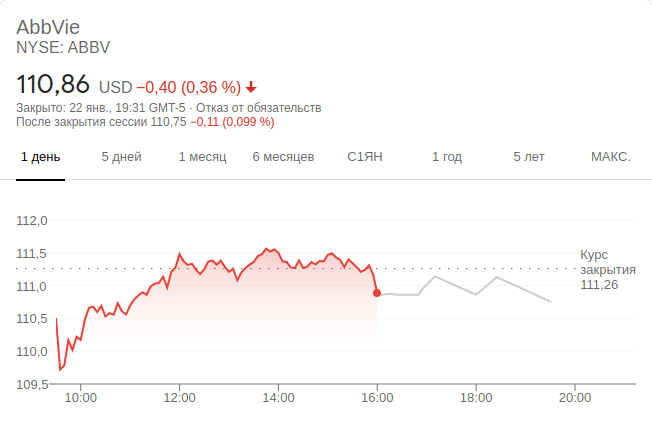 AbbVie
NYSE: ABBV
110,86 USD −0,40 (0,36 %)
Закрыто: 22 янв., 19:31 GMT-5 · Отказ от обязательств
После закрытия сессии 110,75 −0,11 (0,099 %)
1 день 5 дней 1 месяц 6 месяцев С1ЯН 1 год 5 лет МАКС.
112,0
111,5
Курс
закрытия
111,26
111,0
110,5
110,0
109,5
10:00 12:00 14:00 16:00 18:00 20:00